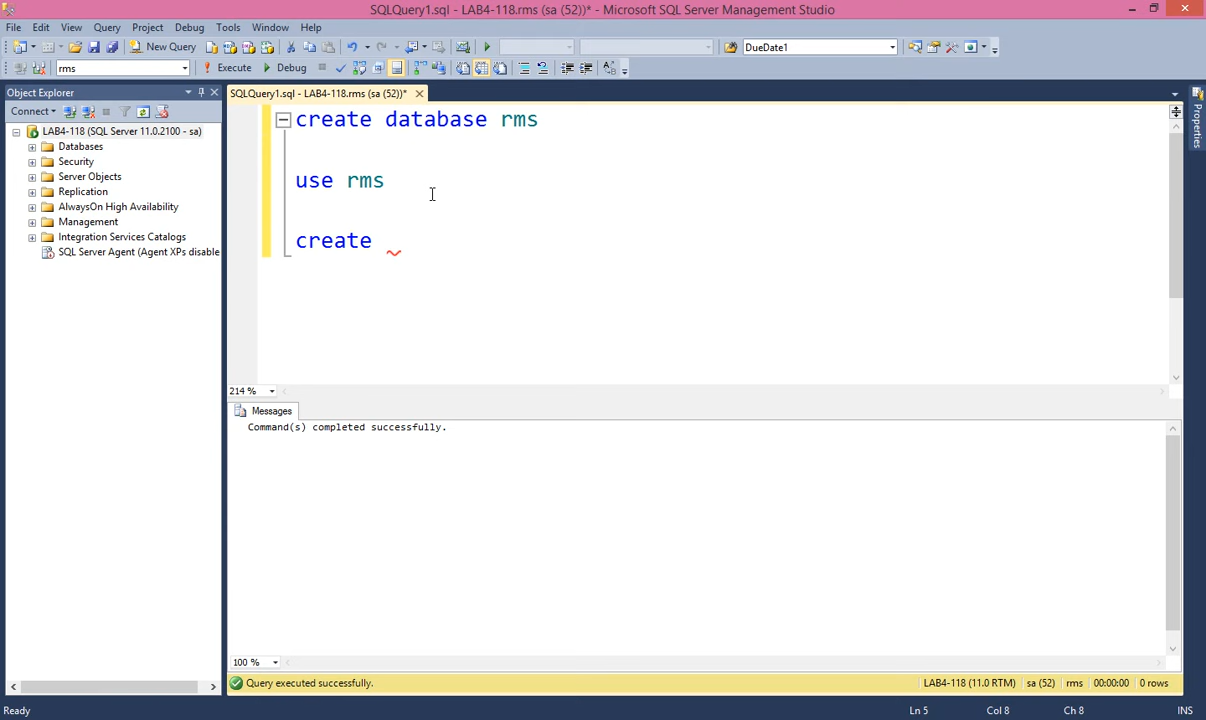 SQLQuery1.sql - LAB4-118.rms (sa (52))* - Microsoft SQL Server Management Studio
File Edit View Query Project Debug Tools Window Help
New Query DueDate1
rms Execute Debug
Object Explorer
SQLQuery1.sql - LAB4-118.rms (sa (52))*
Connect
LAB4-118 (SQL Server 11.0.2100 - sa)
Databases
Security
Server Objects
Replication
AlwaysOn High Availability
Management
Integration Services Catalogs
SQL Server Agent (Agent XPs disable
create database rms
use rms
create
214 %
Messages
Command(s) completed successfully.
100 %
Query executed successfully. LAB4-118 (11.0 RTM) sa (52) rms 00:00:00 0 rows
Properties
Ready Ln 5 Col 8 Ch 8 INS